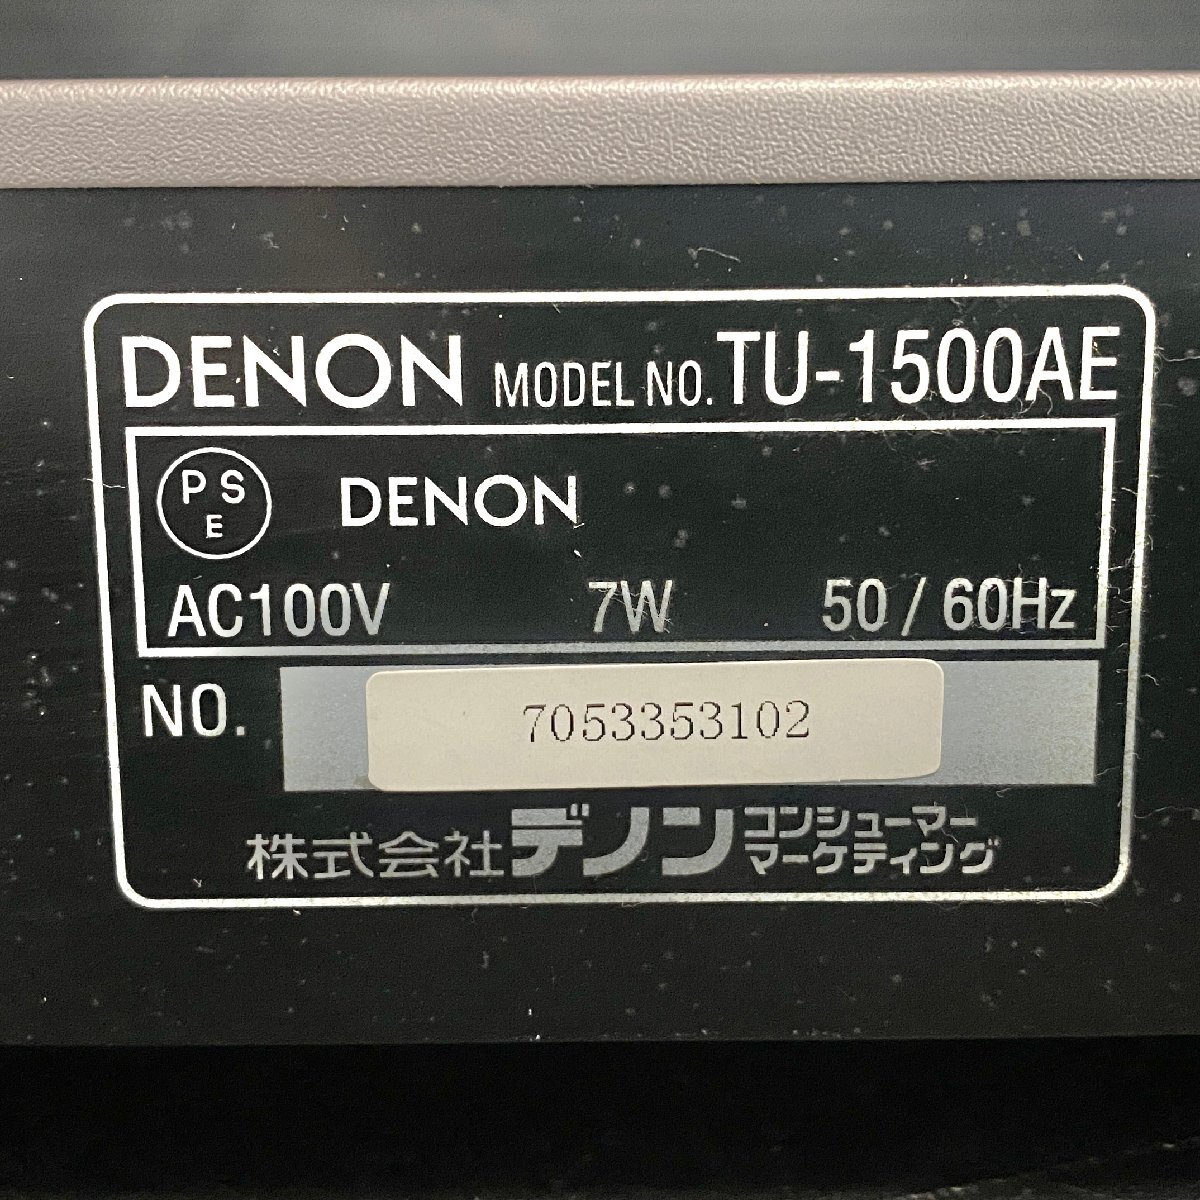 DENON MODEL NO. TU-1500AE
PS
E
DENON
AC100V 7W 50/60Hz
NO. 7053353102
株式会社デノン コンシューマー
マーケティング